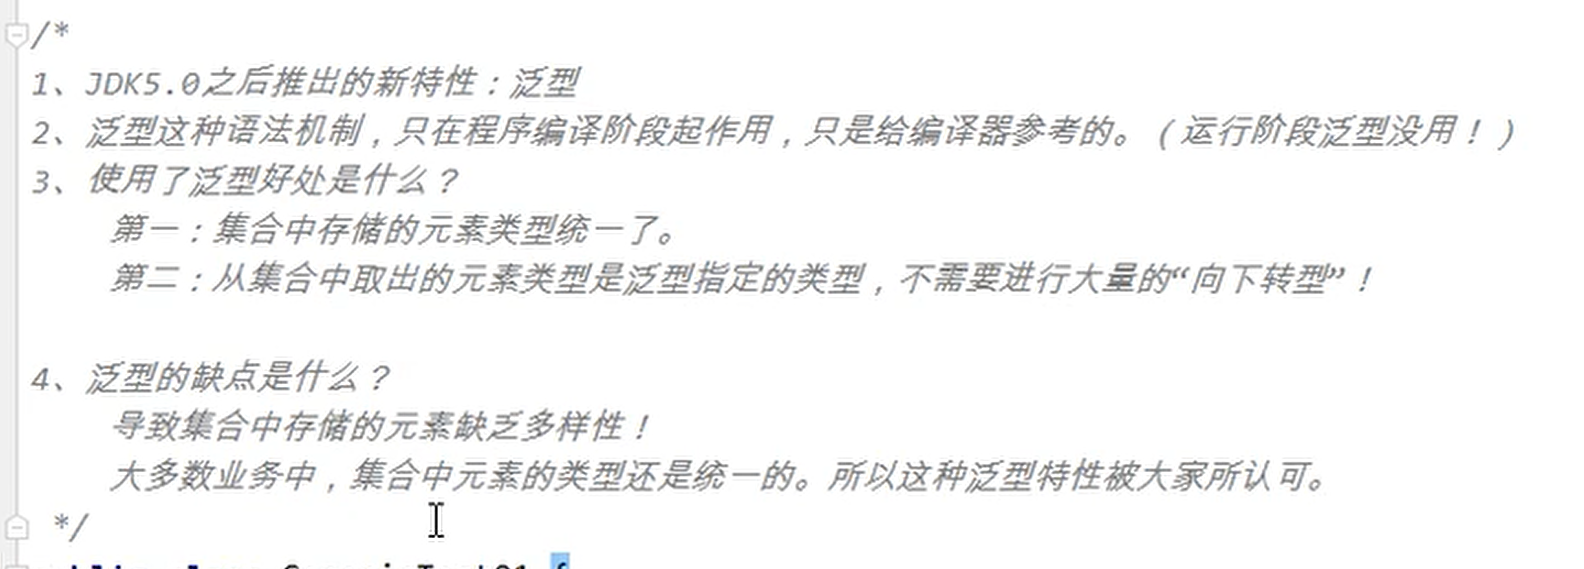 /*
1、JDK5.0之后推出的新特性：泛型
2、泛型这种语法机制，只在程序编译阶段起作用，只是给编译器参考的。（运行阶段泛型没用！）
3、使用了泛型好处是什么？
第一：集合中存储的元素类型统一了。
第二：从集合中取出的元素类型是泛型指定的类型，不需要进行大量的“向下转型”！
4、泛型的缺点是什么？
导致集合中存储的元素缺乏多样性！
大多数业务中，集合中元素的类型还是统一的。所以这种泛型特性被大家所认可。
*/